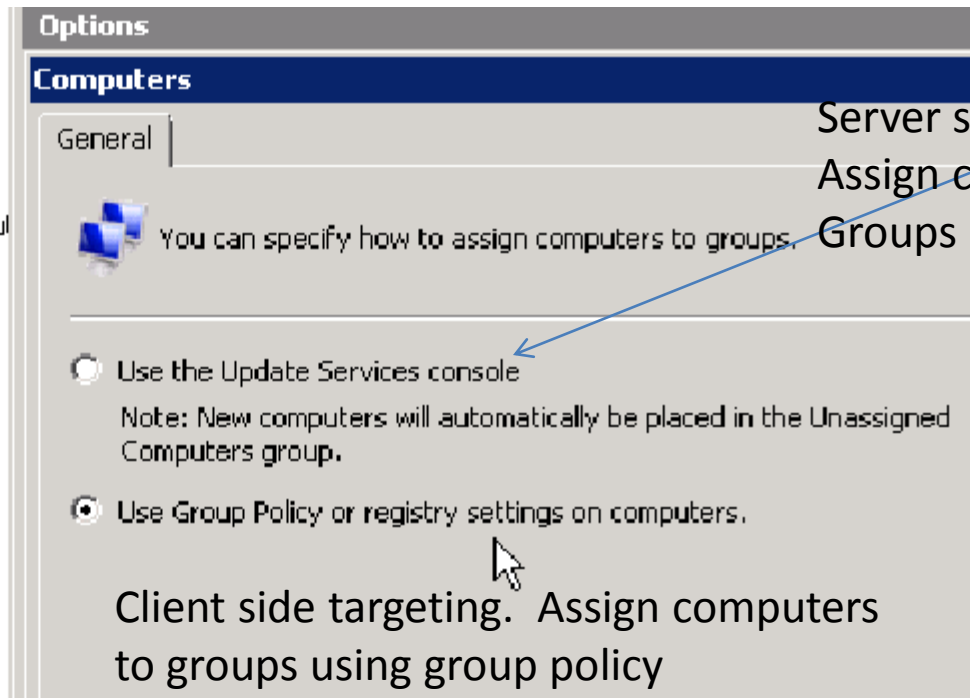 Options
Computers
General
Server
Assign
You can specify how to assign computers to groups.
Groups
Use the Update Services console
Note: New computers will automatically be placed in the Unassigned
Computers group.
Use Group Policy or registry settings on computers.
Client side targeting.  Assign computers
to groups using group policy